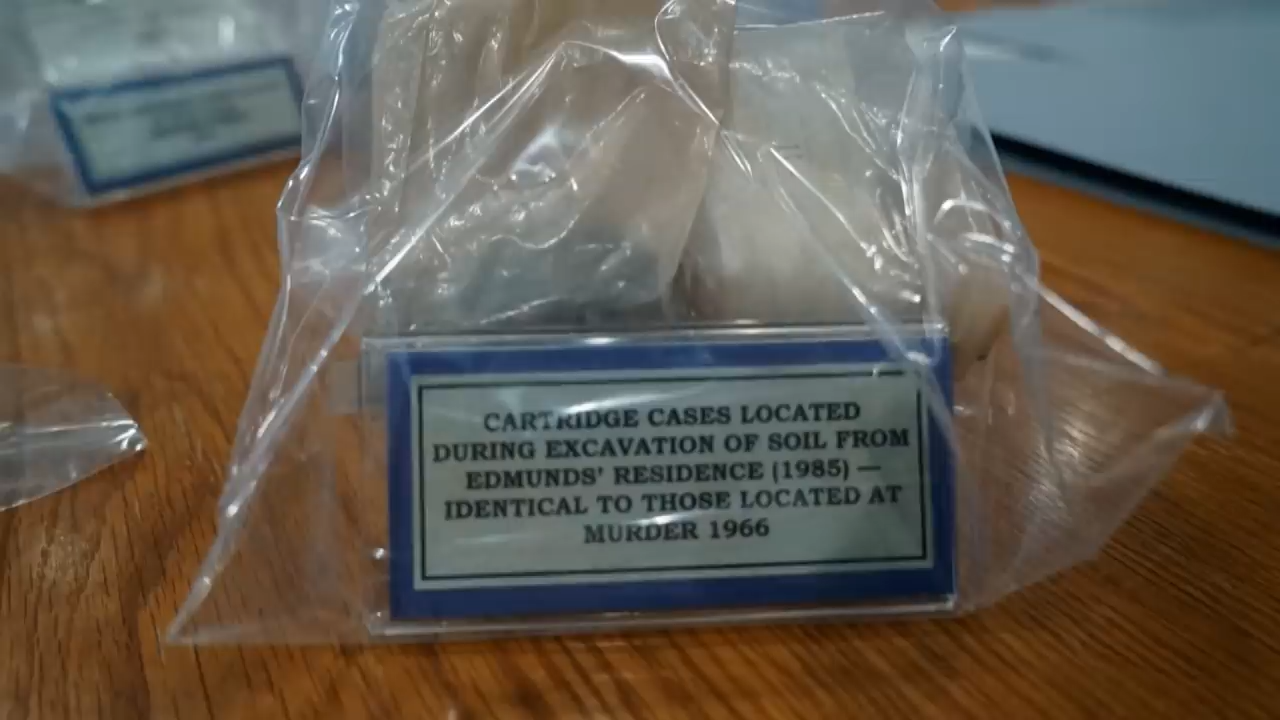 CARTRIDGE CASES LOCATED
DURING EXCAVATION OF SOIL FROM
EDMUNDS' RESIDENCE (1985) —
IDENTICAL TO THOSE LOCATED AT
MURDER 1966